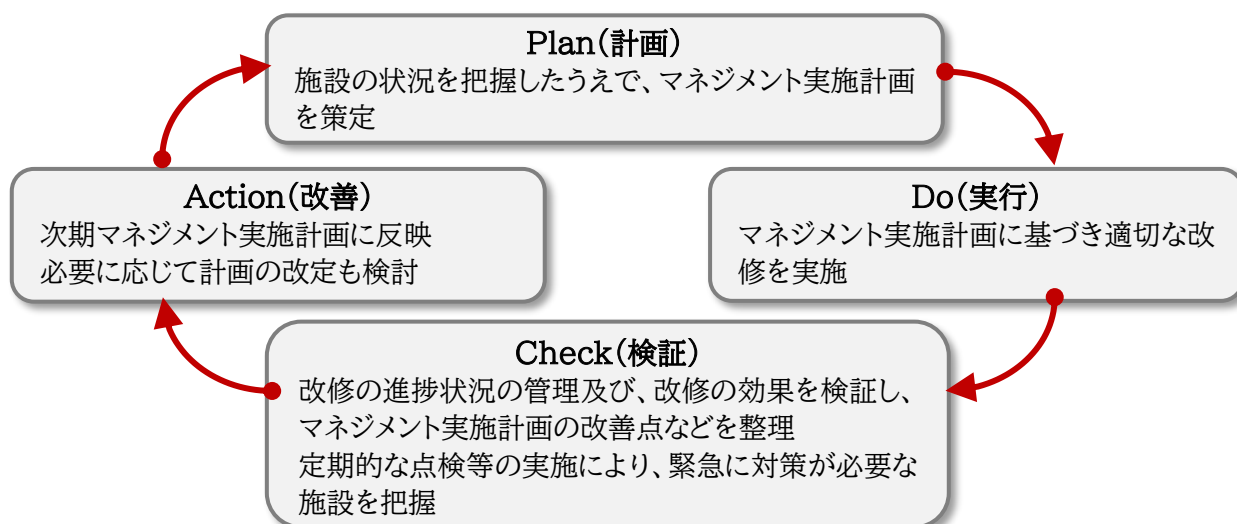 Plan(計画)
施設の状況を把握したうえで、マネジメント実施計画
を策定
Action(改善)
次期マネジメント実施計画に反映
必要に応じて計画の改定も検討
Do(実行)
マネジメント実施計画に基づき適切な改
修を実施
Check(検証)
改修の進捗状況の管理及び、改修の効果を検証し、
マネジメント実施計画の改善点などを整理
定期的な点検等の実施により、緊急に対策が必要な
施設を把握